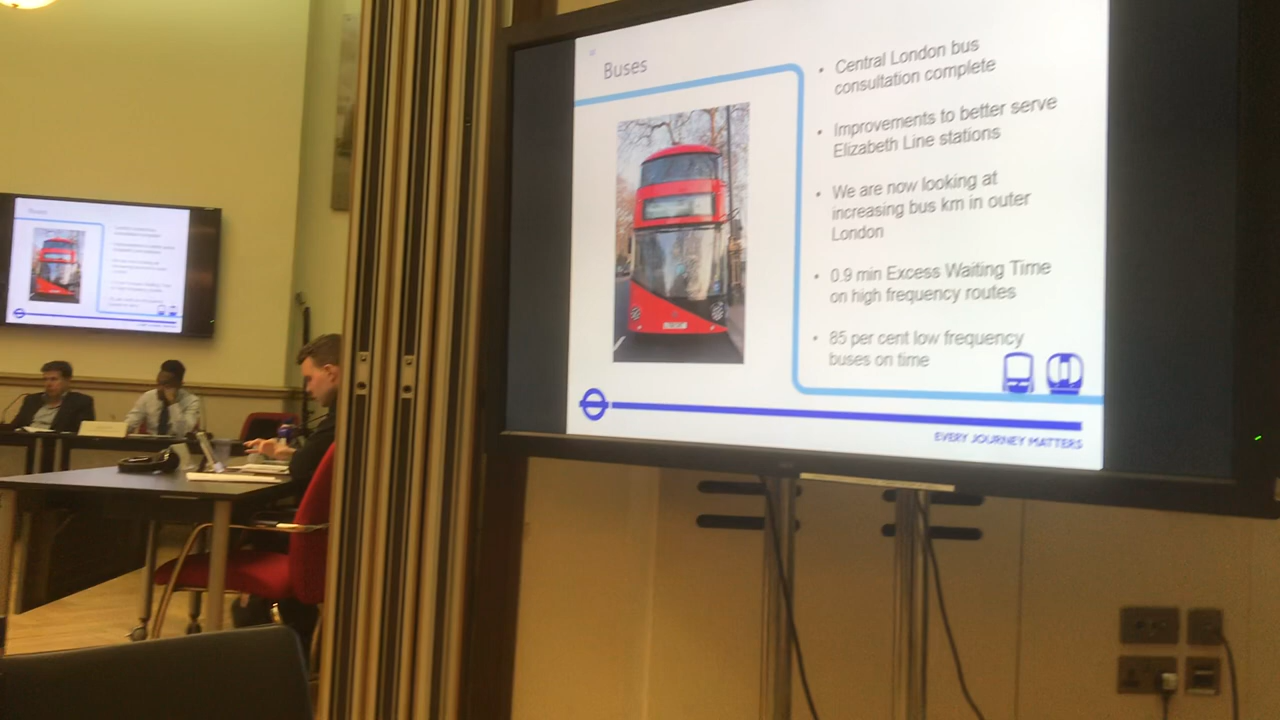 Buses
• Central London bus
consultation complete
• Improvements to better serve
Elizabeth Line stations
• We are now looking at
increasing bus km in outer
London
• 0.9 min Excess Waiting Time
on high frequency routes
• 85 per cent low frequency
buses on time
EVERY JOURNEY MATTERS
Buses